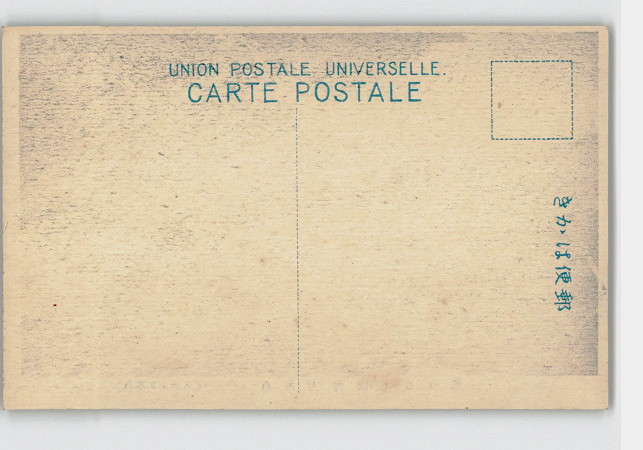 UNION POSTALE UNIVERSELLE.
CARTE POSTALE
きかは便郵